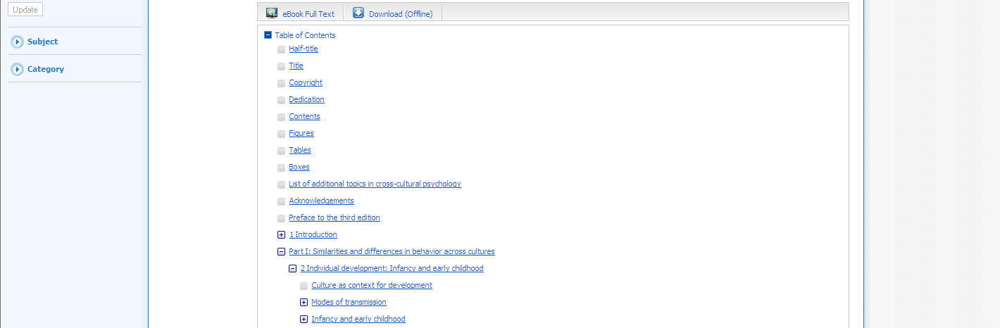 Update
Subject
Category
eBook Full Text
Download (Offline)
Table of Contents
Half-title
Title
Copyright
Dedication
Contents
Figures
Tables
Boxes
List of additional topics in cross-cultural psychology
Acknowledgements
Preface to the third edition
1 Introduction
Part I: Similarities and differences in behavior across cultures
2 Individual development: Infancy and early childhood
Culture as context for development
Modes of transmission
Infancy and early childhood